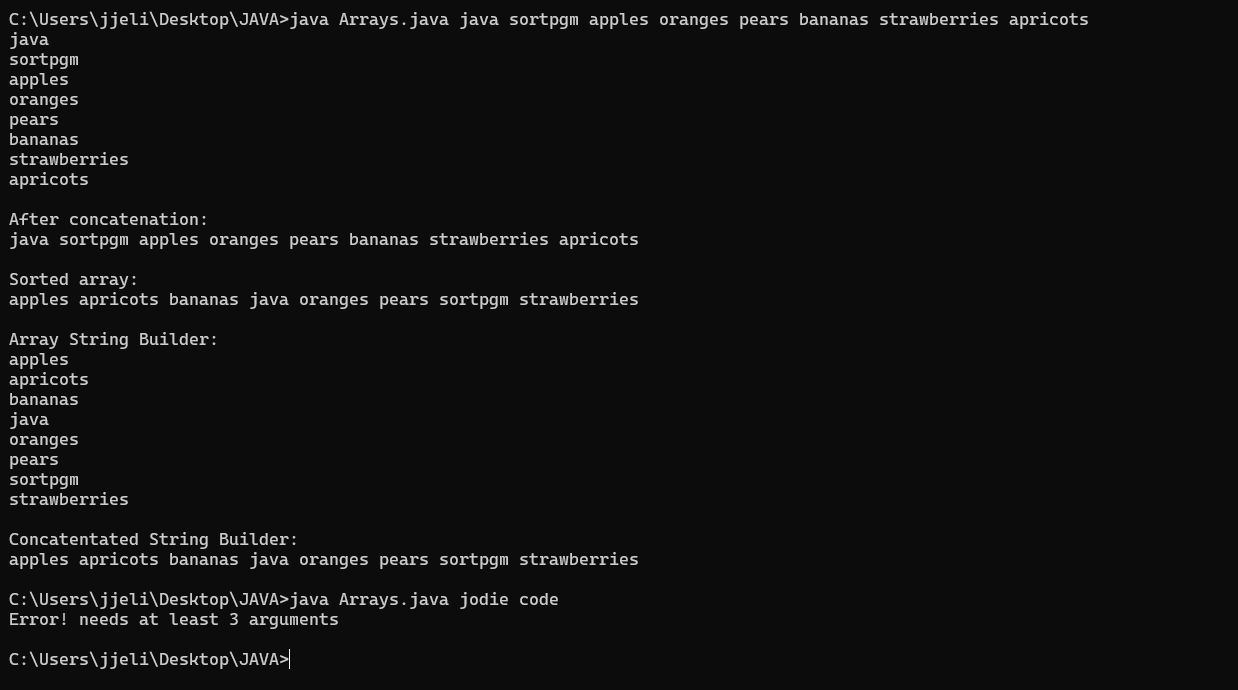 C:\Users\jjeli\Desktop\JAVA>java Arrays.java java sortpgm apples oranges pears bananas strawberries apricots
java
sortpgm
apples
oranges
pears
bananas
strawberries
apricots
After concatenation:
java sortpgm apples oranges pears bananas strawberries apricots
Sorted array:
apples apricots bananas java oranges pears sortpgm strawberries
Array String Builder:
apples
apricots
bananas
java
oranges
pears
sortpgm
strawberries
Concatentated String Builder:
apples apricots bananas java oranges pears sortpgm strawberries
C:\Users\jjeli\Desktop\JAVA>java Arrays.java jodie code
Error! needs at least 3 arguments
C:\Users\jjeli\Desktop\JAVA>